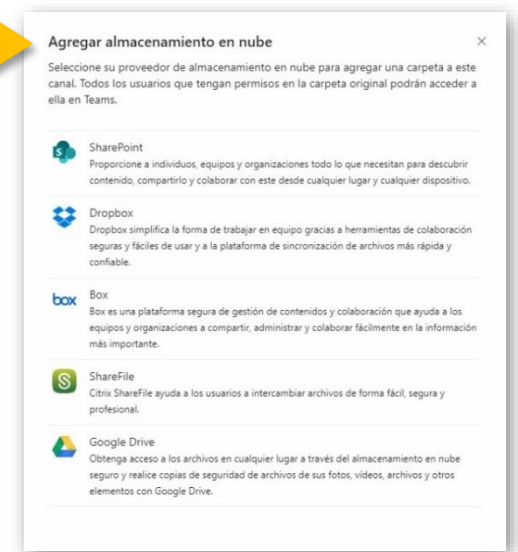 Agregar almacenamiento en nube
Seleccione su proveedor de almacenamiento en nube para agregar una carpeta a este
canal. Todos los usuarios que tengan permisos en la carpeta original podrán acceder a
ella en Teams.
SharePoint
Proporcione a individuos, equipos y organizaciones todo lo que necesitan para descubrir
contenido, compartirlo y colaborar con este desde cualquier lugar y cualquier dispositivo.
Dropbox
Dropbox simplifica la forma de trabajar en equipo gracias a herramientas de colaboración
seguras y fáciles de usar y a la plataforma de sincronización de archivos más rápida y
confiable.
box
Box
Box es una plataforma segura de gestión de contenidos y colaboración que ayuda a los
equipos y organizaciones a compartir, administrar y colaborar fácilmente en la información
más importante.
ShareFile
Citrix ShareFile ayuda a los usuarios a intercambiar archivos de forma fácil, segura y
profesional.
Google Drive
Obtenga acceso a los archivos en cualquier lugar a través del almacenamiento en nube
seguro y realice copias de seguridad de archivos de sus fotos, vídeos, archivos y otros
elementos con Google Drive.